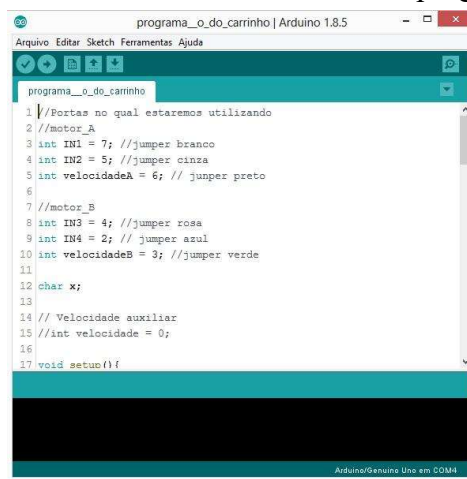 programa__o_do_carrinho | Arduino 1.8.5
Arquivo Editar Sketch Ferramentas Ajuda
programa__o_do_carrinho
1 //Portas no qual estaremos utilizando
2 //motor_A
3 int IN1 = 7; //jumper branco
4 int IN2 = 5; //jumper cinza
5 int velocidadeA = 6; // junper preto
6
7 //motor_B
8 int IN3 = 4; //jumper rosa
9 int IN4 = 2; // jumper azul
10 int velocidadeB = 3; //jumper verde
11
12 char x;
13
14 // Velocidade auxiliar
15 //int velocidade = 0;
16
17 void setup(){
Arduino/Genuino Uno em COM4